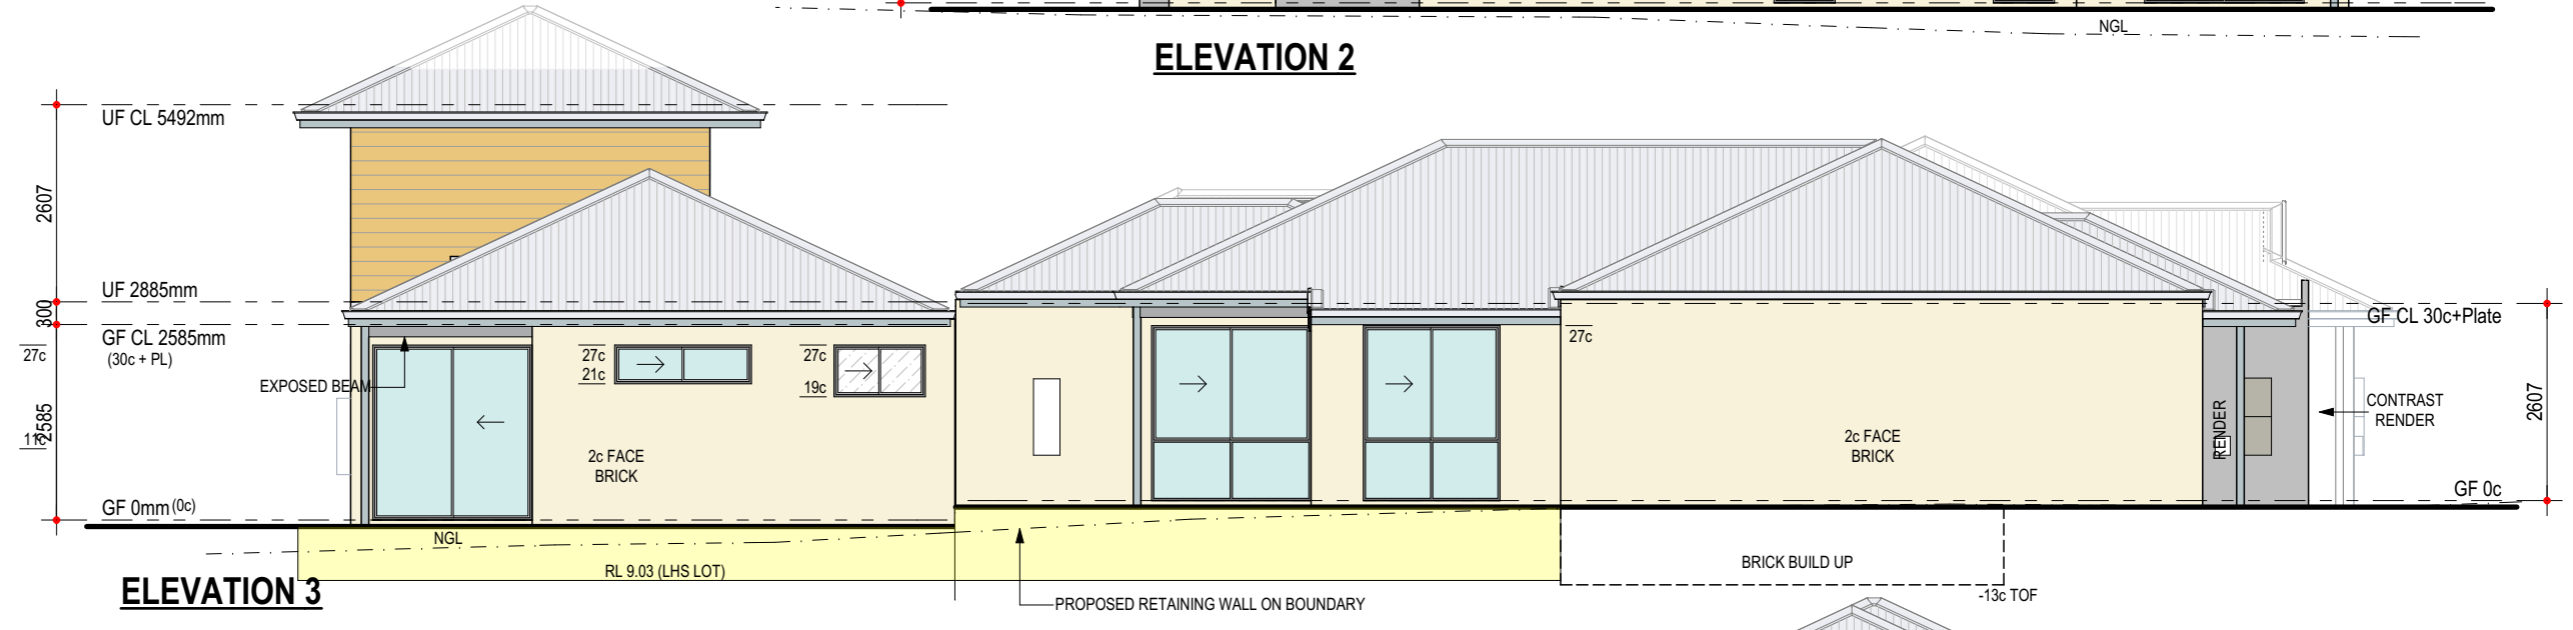 NGL
ELEVATION 2
UF CL 5492mm
2607
UF 2885mm
300
GF CL 2585mm
(30c + PL)
27c
EXPOSED BEAM
11c
2585
GF 0mm (0c)
27c
21c
27c
19c
2c FACE
BRICK
27c
2c FACE
BRICK
GF CL 30c+Plate
RENDER
CONTRAST
RENDER
2607
GF 0c
NGL
RL 9.03 (LHS LOT)
BRICK BUILD UP
-13c TOF
ELEVATION 3
PROPOSED RETAINING WALL ON BOUNDARY